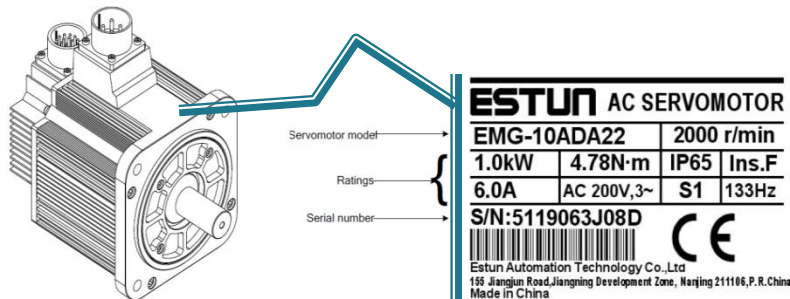 ESTUN AC SERVOMOTOR
Servomotor model
EMG-10ADA22 2000 r/min
Ratings
1.0kW 4.78N·m IP65 Ins.F
6.0A AC 200V,3~ S1 133Hz
Serial number
S/N:5119063J08D
CE
Estun Automation Technology Co.,Ltd
155 Jiangjun Road,Jiangning Development Zone, Nanjing 211106,P.R.China
Made in China